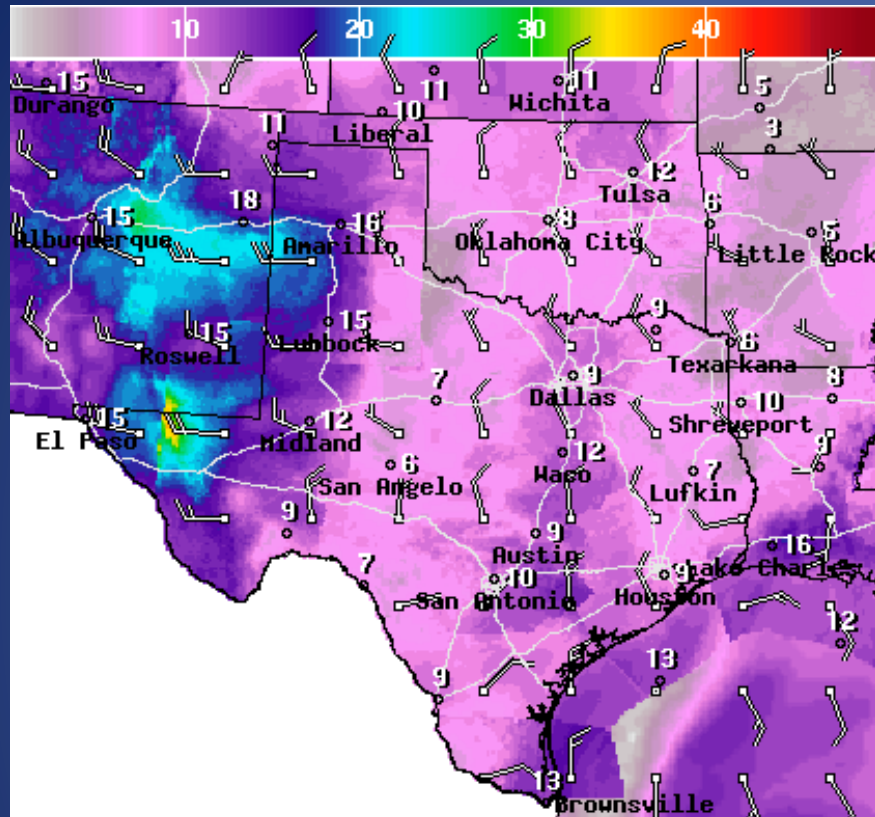 10 20 30 40
15 11 11 5
Durango Wichita
10
Liberal
11 3
12
Tulsa
15 18 16 8 6 5
Albuquerque Amarillo Oklahoma City Little Rock
15 15 9 6
Roswell Lubbock Texarkana
9
7 Dallas 10 8
15 12 Shreveport
El Paso Midland
12 9
6 Waco 7
San Angelo Lufkin
9 9 16
Austin Lake Charles
7 10 9
San Antonio Houston
12
13
9
13
Brownsville